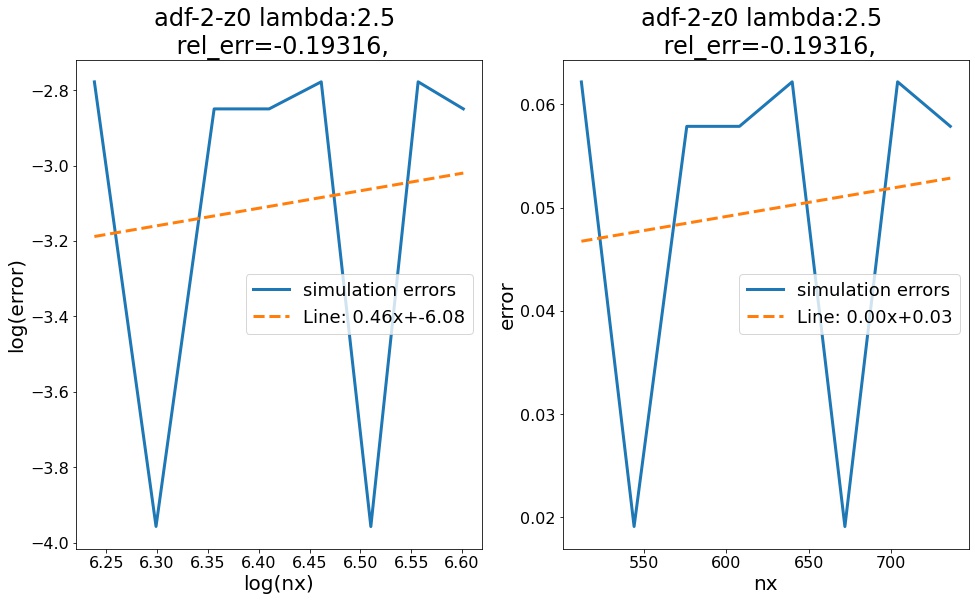 adf-2-z0 lambda:2.5
rel_err=-0.19316,
log(error)
−2.8
−3.0
−3.2
−3.4
−3.6
−3.8
−4.0
6.25
6.30
6.35
6.40
6.45
6.50
6.55
6.60
log(nx)
simulation errors
Line: 0.46x+-6.08
adf-2-z0 lambda:2.5
rel_err=-0.19316,
error
0.06
0.05
0.04
0.03
0.02
550
600
650
700
nx
simulation errors
Line: 0.00x+0.03